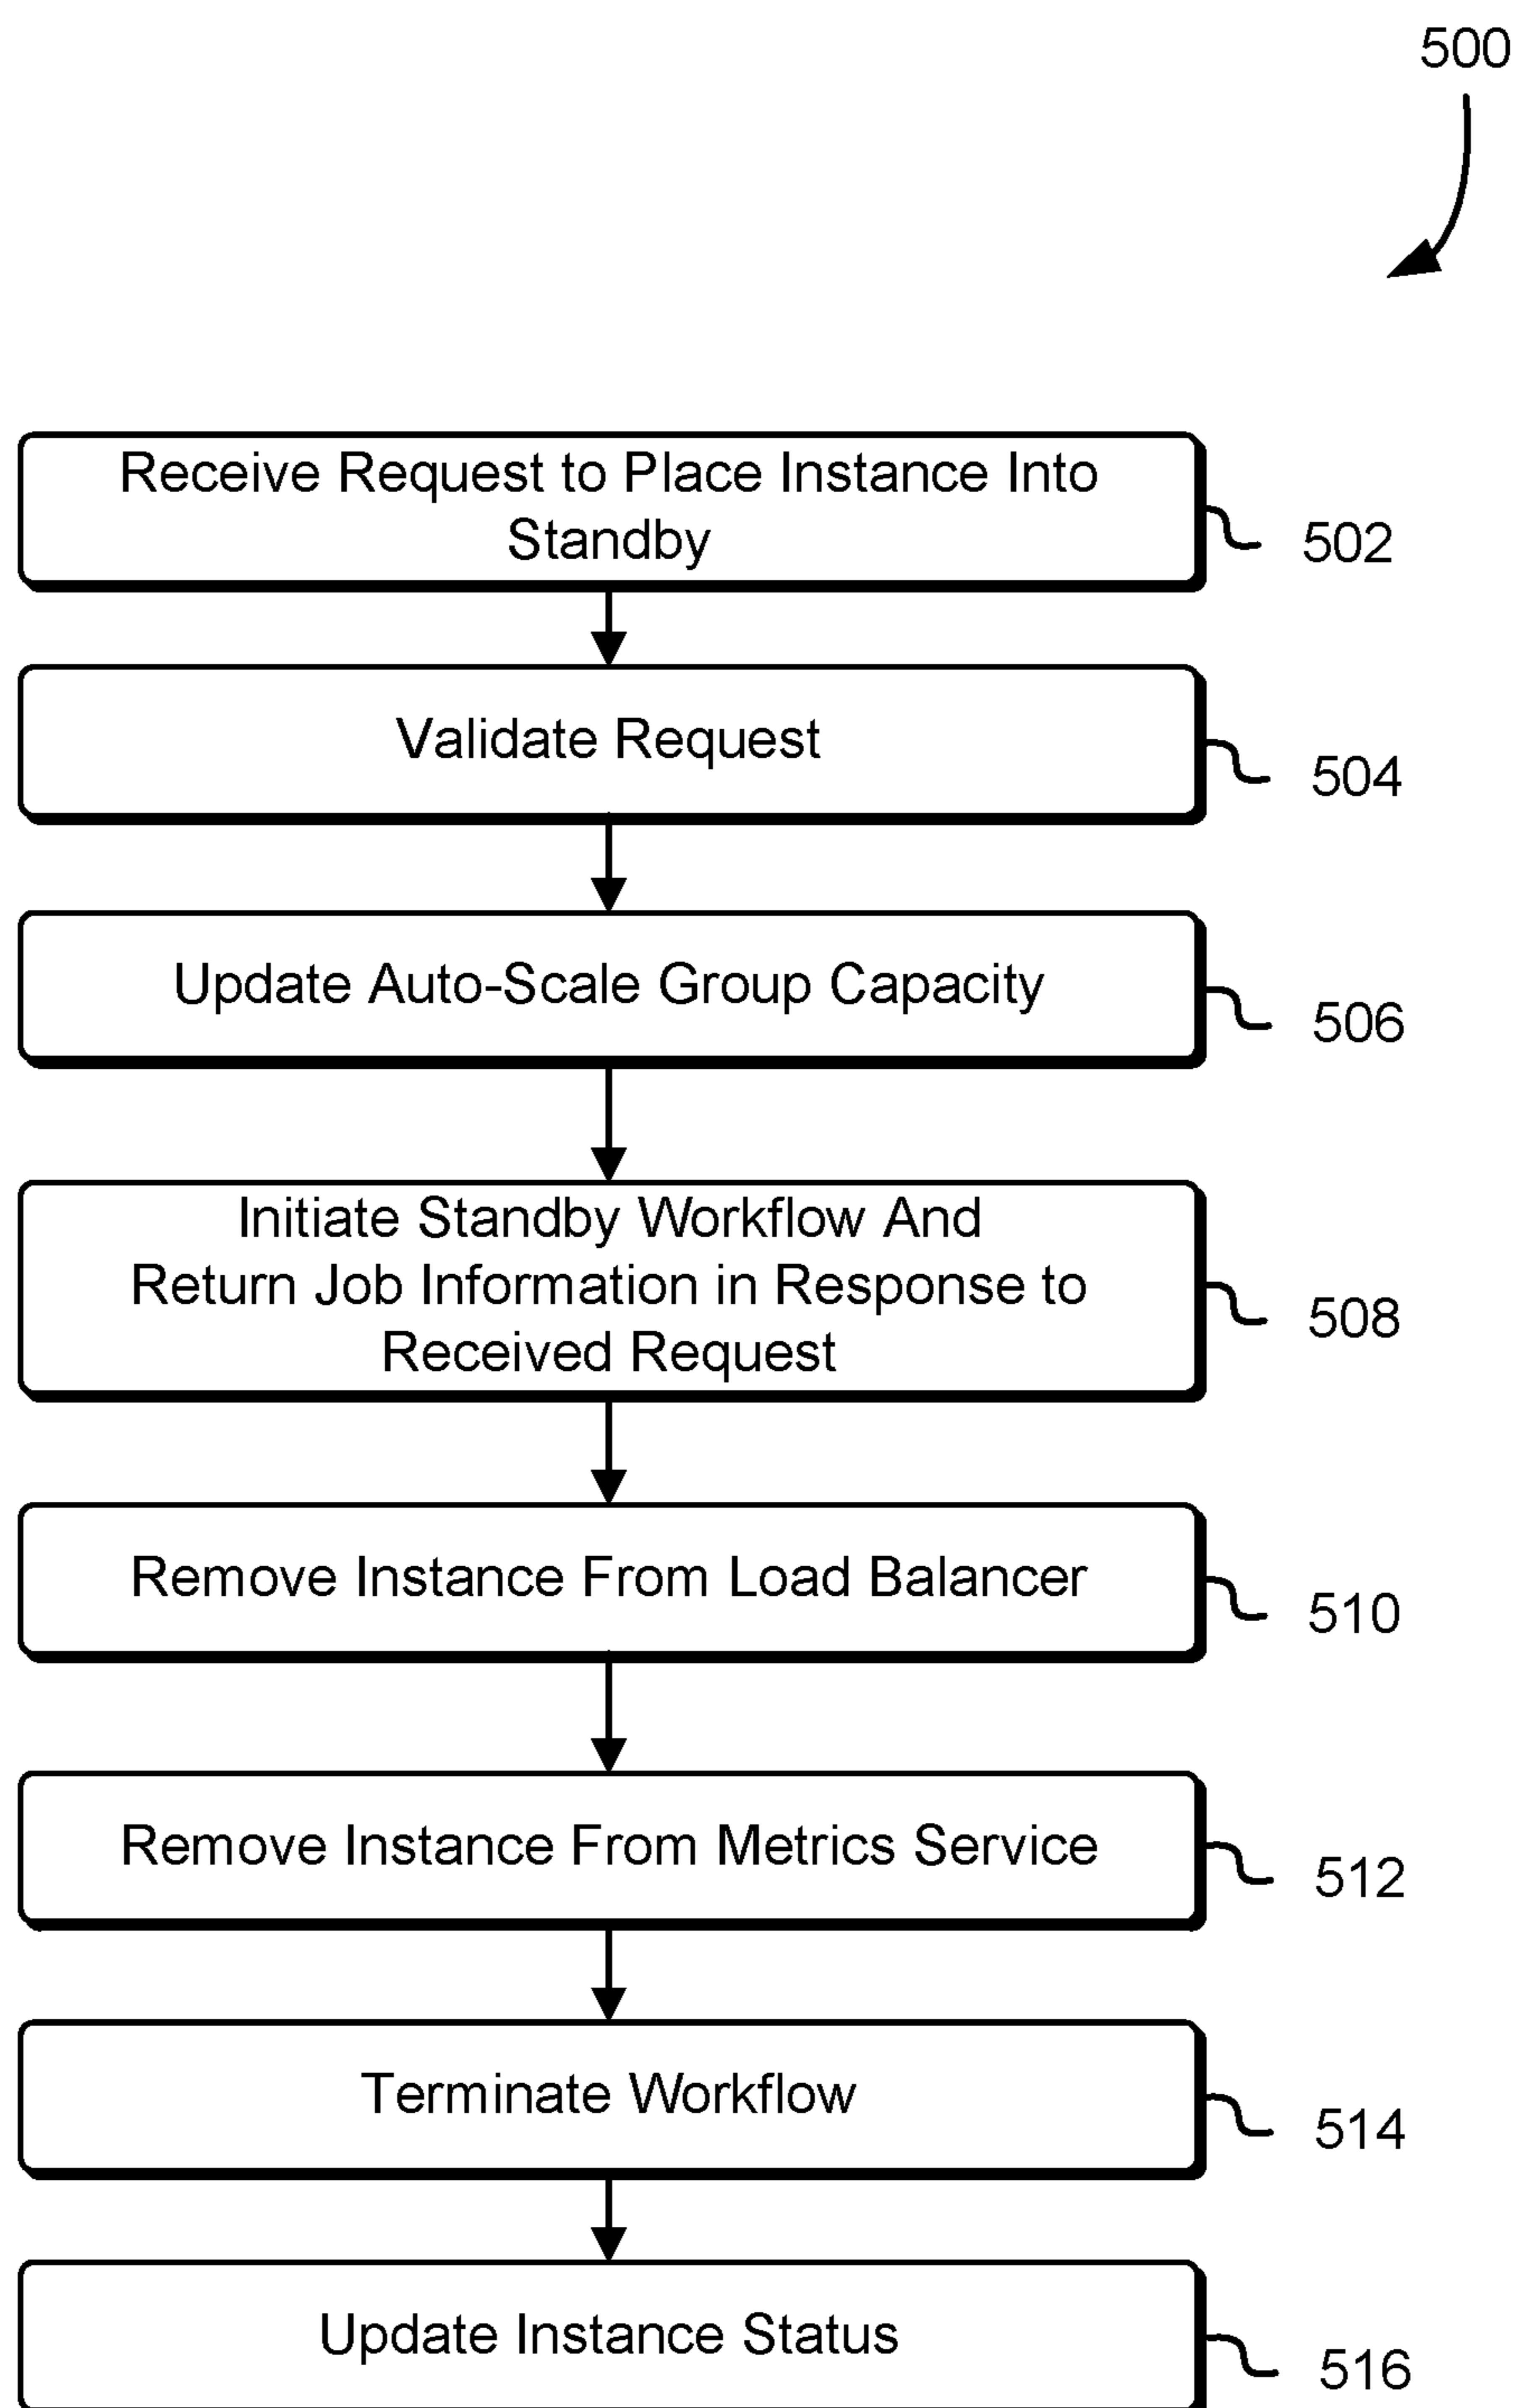 500
Receive Request to Place Instance Into
Standby
502
Validate Request
504
Update Auto-Scale Group Capacity
506
Initiate Standby Workflow And
Return Job Information in Response to
Received Request
508
Remove Instance From Load Balancer
510
Remove Instance From Metrics Service
512
Terminate Workflow
514
Update Instance Status
516